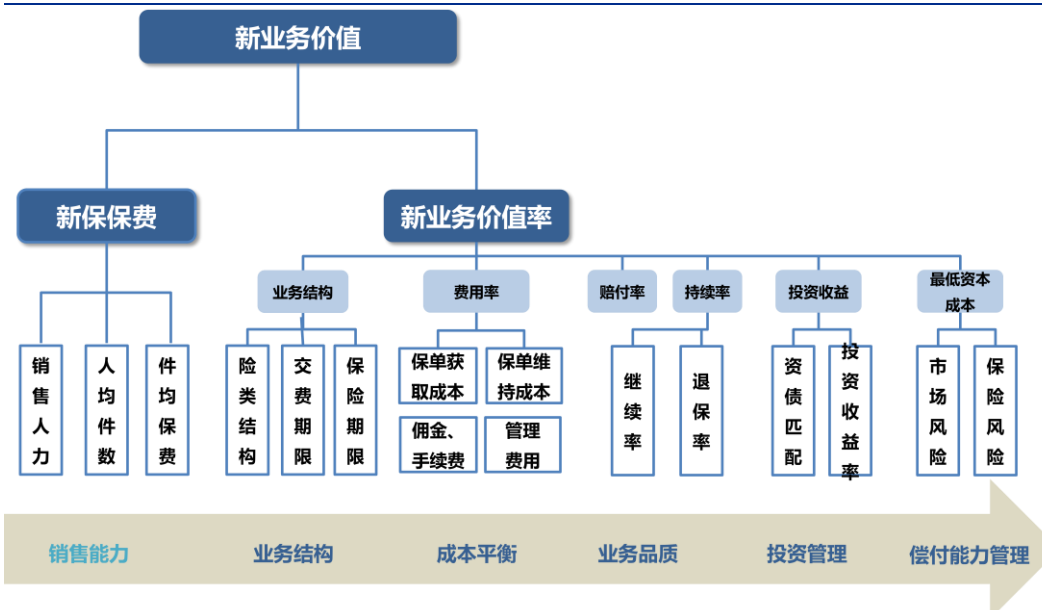 新业务价值
新保保费
新业务价值率
业务结构
费用率
赔付率
持续率
投资收益
最低资本
成本
销售人力
人均件数
件均保费
险类结构
交费期限
保险期限
保单获
取成本
保单维
持成本
佣金、
手续费
管理
费用
继续率
退保率
资债匹配
投资收益率
市场风险
保险风险
销售能力
业务结构
成本平衡
业务品质
投资管理
偿付能力管理